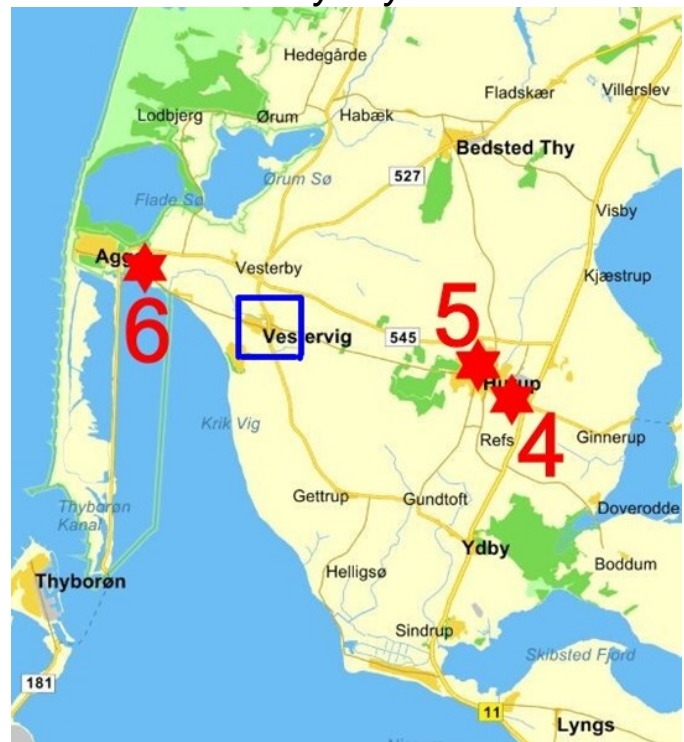 Hedegårde
Fladskær
Villerslev
Lodbjerg
Ørum
Habæk
Bedsted Thy
527
Ørum Sø
Flade Sø
Visby
Agg
Vesterby
Kjæstrup
6
5
Vestervig
545
4
Krik Vig
Refs
Ginnerup
Gettrup
Gundtoft
Thyborøn
Kanal
Doverodde
Ydby
Boddum
Thyborøn
Helligsø
Sindrup
Skibsted Fjord
181
11
Lyngs